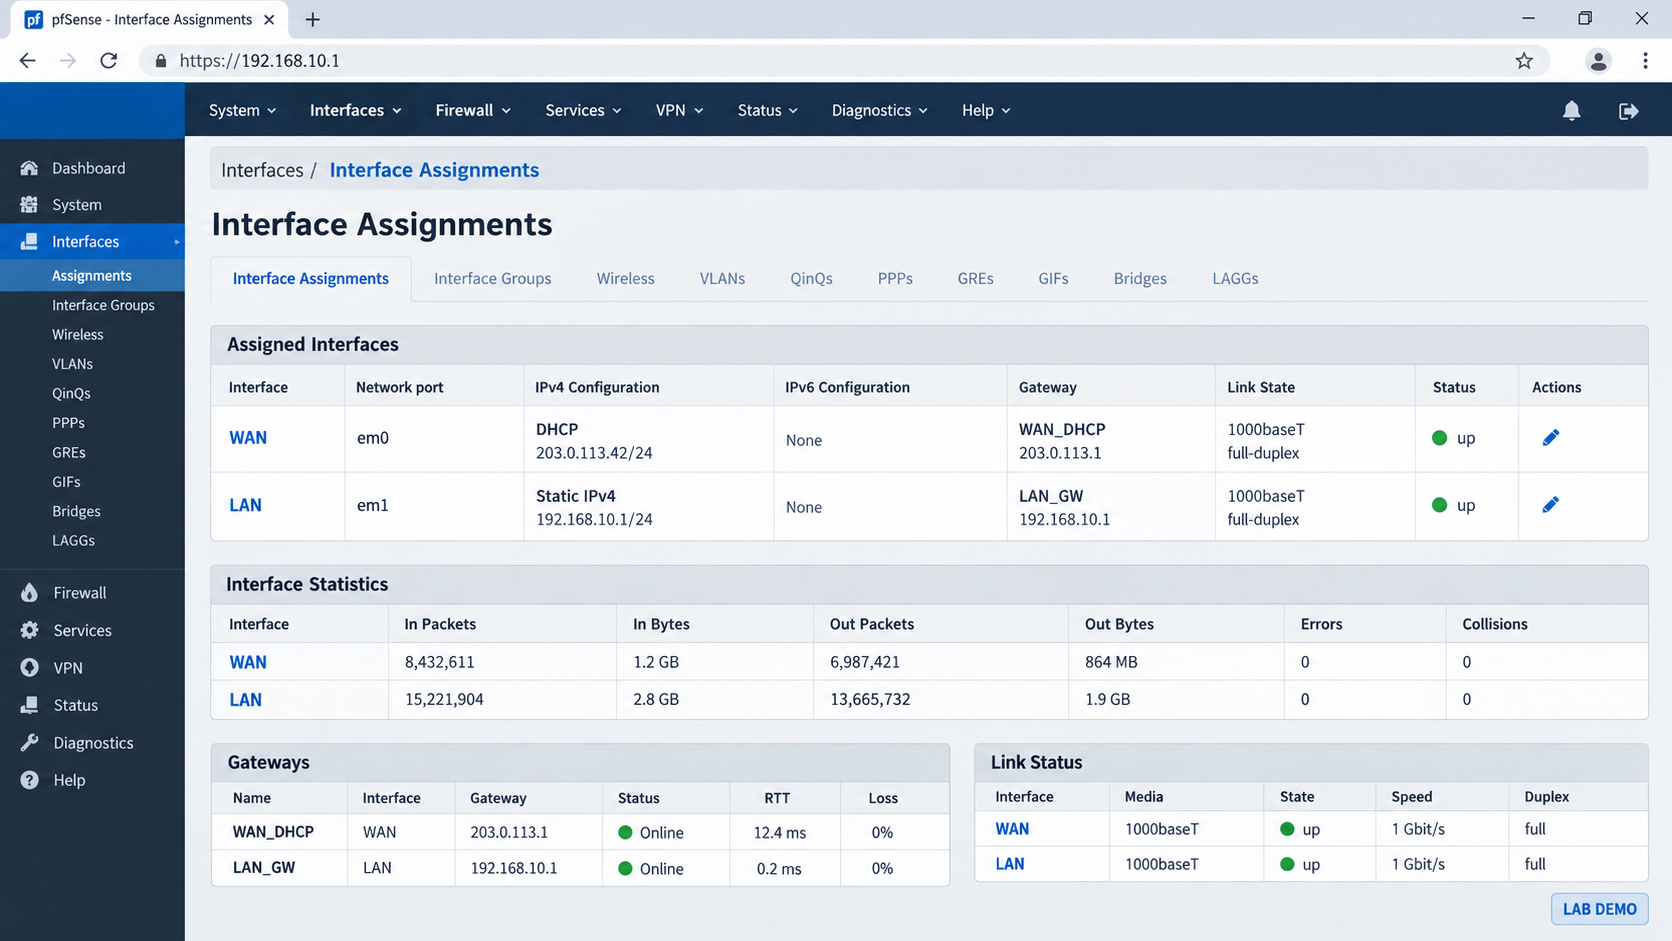 pf pfSense - Interface Assignments
https://192.168.10.1
System Interfaces Firewall Services VPN Status Diagnostics Help
Dashboard
System
Interfaces
Assignments
Interface Groups
Wireless
VLANs
QinQs
PPPs
GREs
GIFs
Bridges
LAGGs
Firewall
Services
VPN
Status
Diagnostics
? Help
Interfaces / Interface Assignments
Interface Assignments
Interface Assignments Interface Groups Wireless VLANs QinQs PPPs GREs GIFs Bridges LAGGs
Assigned Interfaces
Interface Network port IPv4 Configuration IPv6 Configuration Gateway Link State Status Actions
WAN em0 DHCP None WAN_DHCP 1000baseT up
203.0.113.42/24 203.0.113.1 full-duplex
LAN em1 Static IPv4 None LAN_GW 1000baseT up
192.168.10.1/24 192.168.10.1 full-duplex
Interface Statistics
Interface In Packets In Bytes Out Packets Out Bytes Errors Collisions
WAN 8,432,611 1.2 GB 6,987,421 864 MB 0 0
LAN 15,221,904 2.8 GB 13,665,732 1.9 GB 0 0
Gateways
Name Interface Gateway Status RTT Loss
WAN_DHCP WAN 203.0.113.1 Online 12.4 ms 0%
LAN_GW LAN 192.168.10.1 Online 0.2 ms 0%
Link Status
Interface Media State Speed Duplex
WAN 1000baseT up 1 Gbit/s full
LAN 1000baseT up 1 Gbit/s full
LAB DEMO